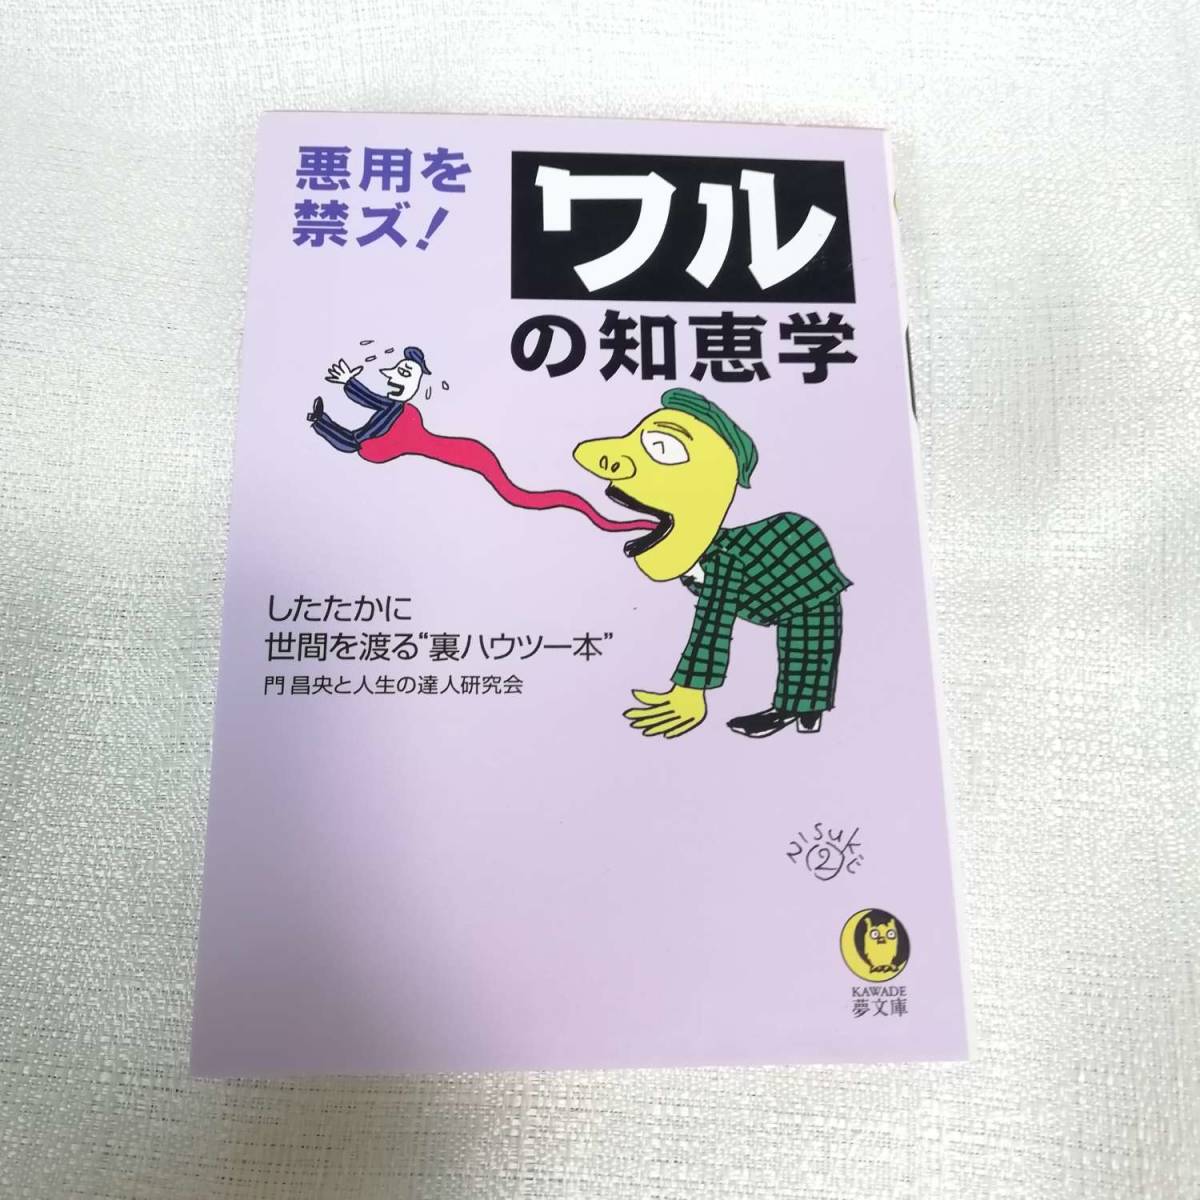 悪用を
禁ズ!
ワル
の知恵学
したたかに
世間を渡る“裏ハウツー本”
門 昌央と人生の達人研究会
KAWADE
夢文庫